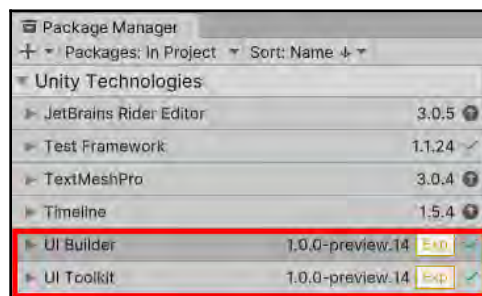 Package Manager
+ Packages: In Project Sort: Name ↓
Unity Technologies
JetBrains Rider Editor 3.0.5
Test Framework 1.1.24
TextMeshPro 3.0.4
Timeline 1.5.4
UI Builder 1.0.0-preview.14 Exp
UI Toolkit 1.0.0-preview.14 Exp